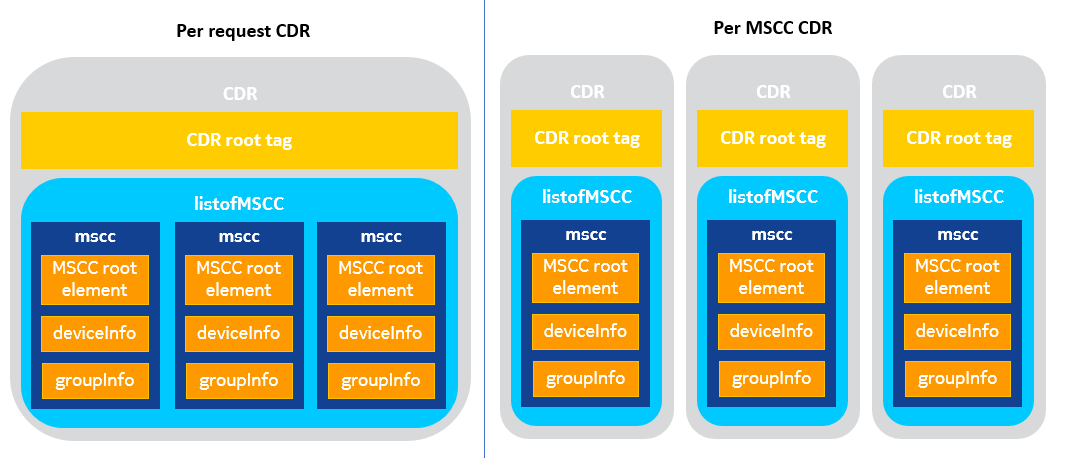 Per request CDR
CDR
CDR root tag
listofMSCC
mscc
MSCC root
element
deviceInfo
groupInfo
mscc
MSCC root
element
deviceInfo
groupInfo
mscc
MSCC root
element
deviceInfo
groupInfo
Per MSCC CDR
CDR
CDR root tag
listofMSCC
mscc
MSCC root
element
deviceInfo
groupInfo
CDR
CDR root tag
listofMSCC
mscc
MSCC root
element
deviceInfo
groupInfo
CDR
CDR root tag
listofMSCC
mscc
MSCC root
element
deviceInfo
groupInfo